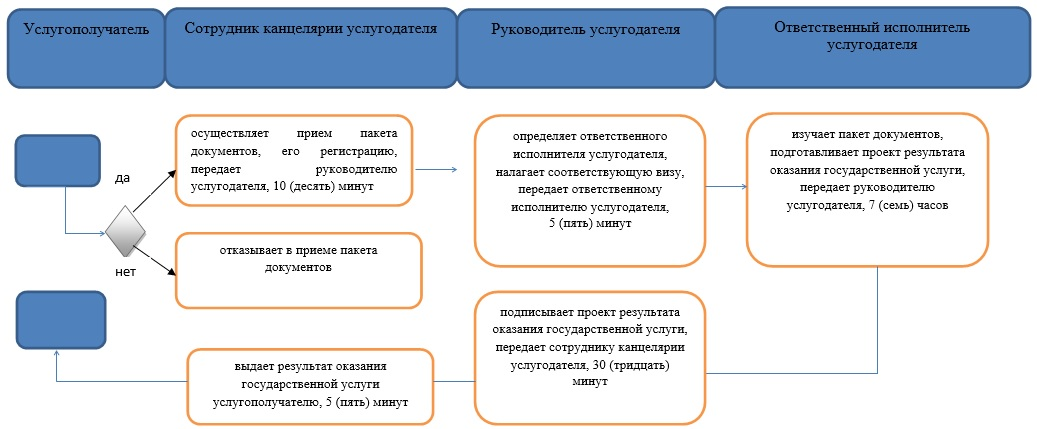 Услугополучатель
Сотрудник канцелярии услугодателя
Руководитель услугодателя
Ответственный исполнитель
услугодателя
осуществляет прием пакета
документов, его регистрацию,
передает руководителю
услугодателя, 10 (десять) минут
определяет ответственного
исполнителя услугодателя,
налагает соответствующую визу,
передает ответственному
исполнителю услугодателя,
5 (пять) минут
изучает пакет документов,
подготавливает проект результата
оказания государственной услуги,
передает руководителю
услугодателя, 7 (семь) часов
да
нет
отказывает в приеме пакета
документов
подписывает проект результата
оказания государственной услуги,
передает сотруднику канцелярии
услугодателя, 30 (тридцать)
минут
выдает результат оказания
государственной услуги
услугополучателю, 5 (пять) минут